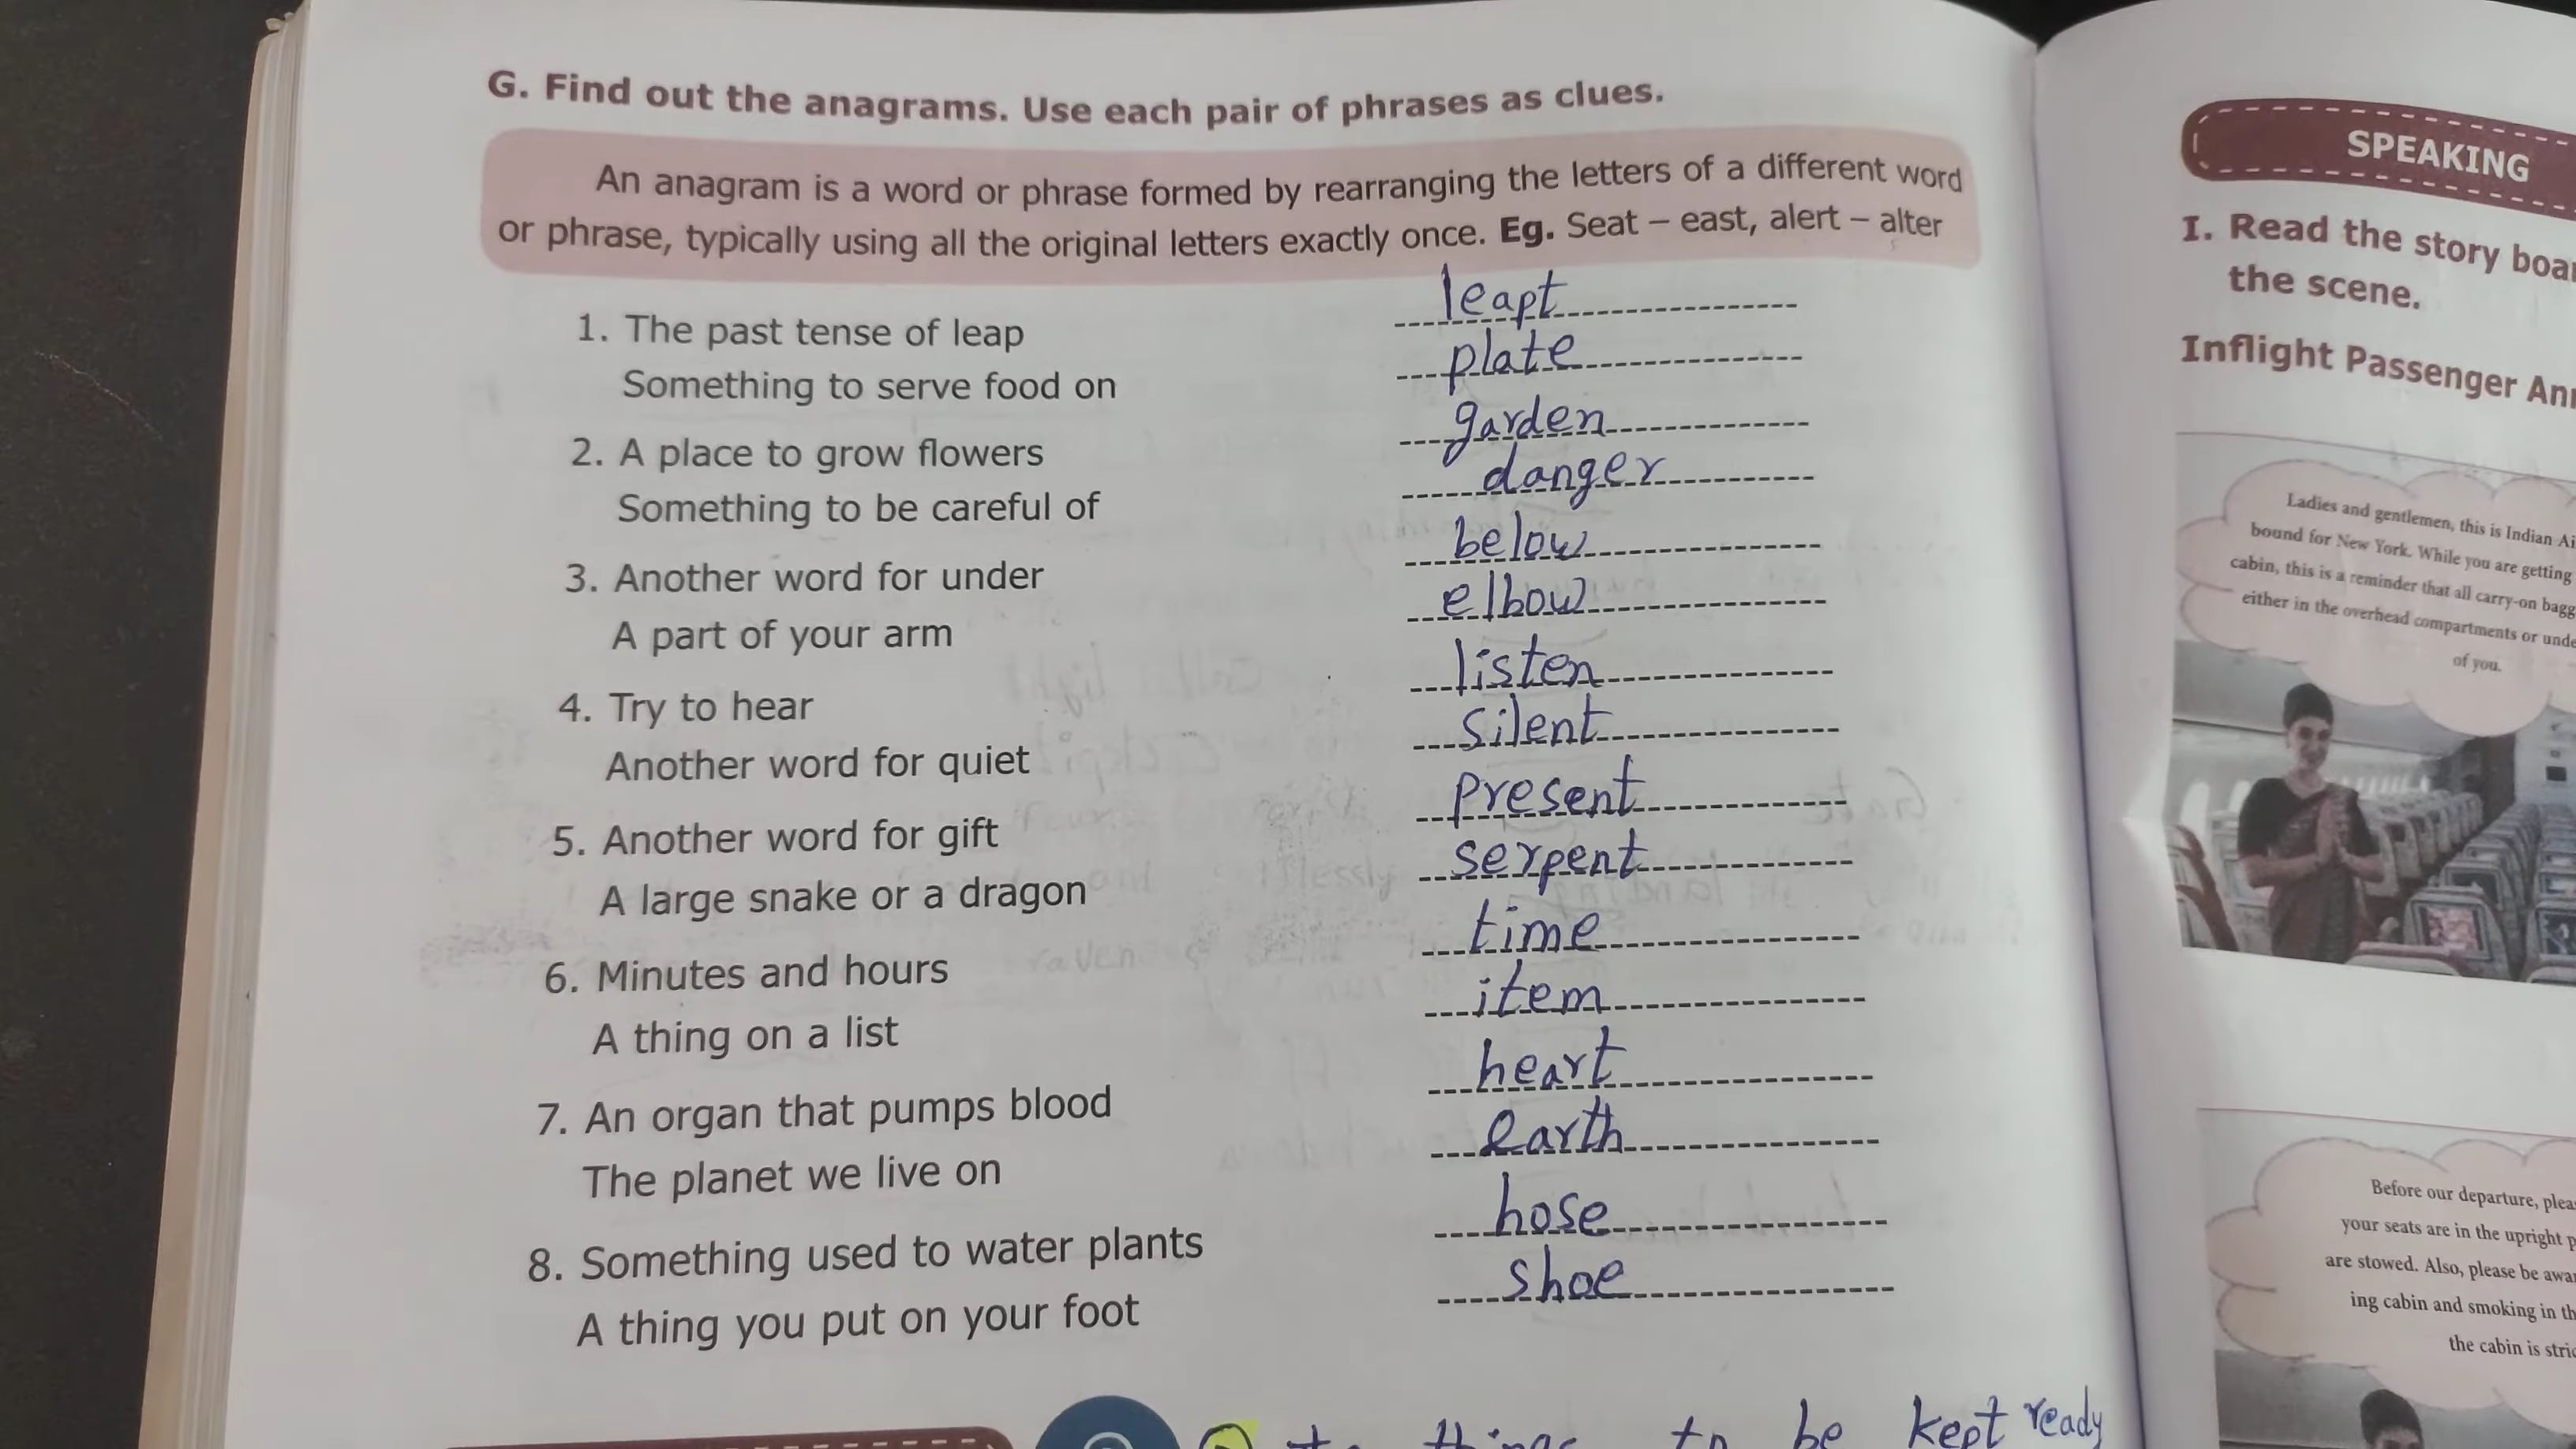 G. Find out the anagrams. Use each pair of phrases as clues.
An anagram is a word or phrase formed by rearranging the letters of a different word
or phrase, typically using all the original letters exactly once. Eg. Seat – east, alert – alter
1. The past tense of leap leapt
Something to serve food on plate
2. A place to grow flowers garden
Something to be careful of danger
3. Another word for under below
A part of your arm elbow
4. Try to hear listen
Another word for quiet silent
5. Another word for gift present
A large snake or a dragon serpent
6. Minutes and hours time
A thing on a list item
7. An organ that pumps blood heart
The planet we live on earth
8. Something used to water plants hose
A thing you put on your foot shoe
to be kept ready
SPEAKING
I. Read the story
the scene.
Inflight Passenger
Ladies and gentlemen, this is Indian
bound for New York. While you are getting
cabin, this is a reminder that all carry-on
either in the overhead compartments or
of you.
Before our departure,
your seats are in the upright
are stowed. Also, please be
ing cabin and smoking in
the cabin is